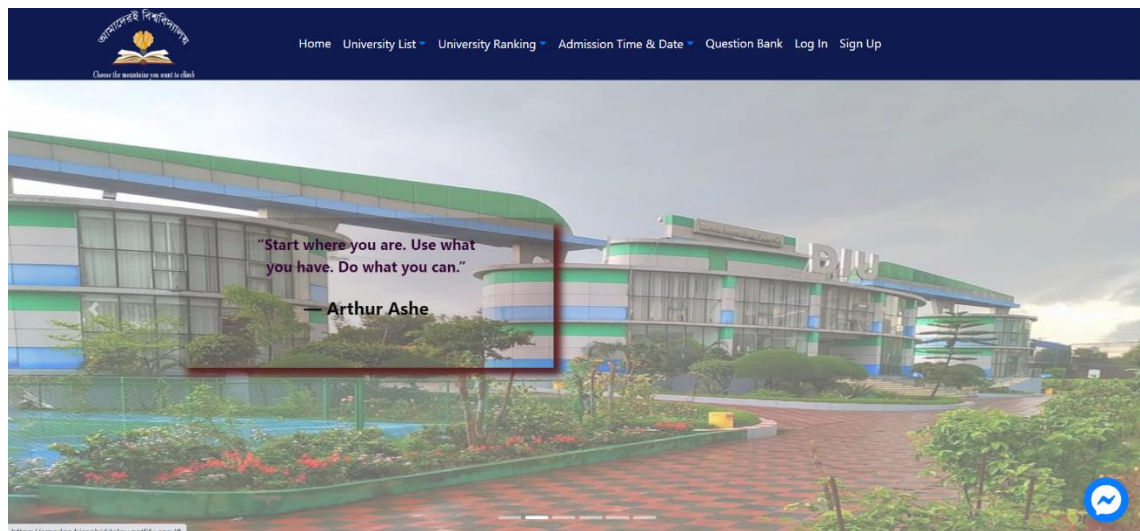 আমাদেরই বিশ্ববিদ্যালয়
Choose the mountains you want to climb
Home University List University Ranking Admission Time & Date Question Bank Log In Sign Up
“Start where you are. Use what
you have. Do what you can.”
— Arthur Ashe
DIU